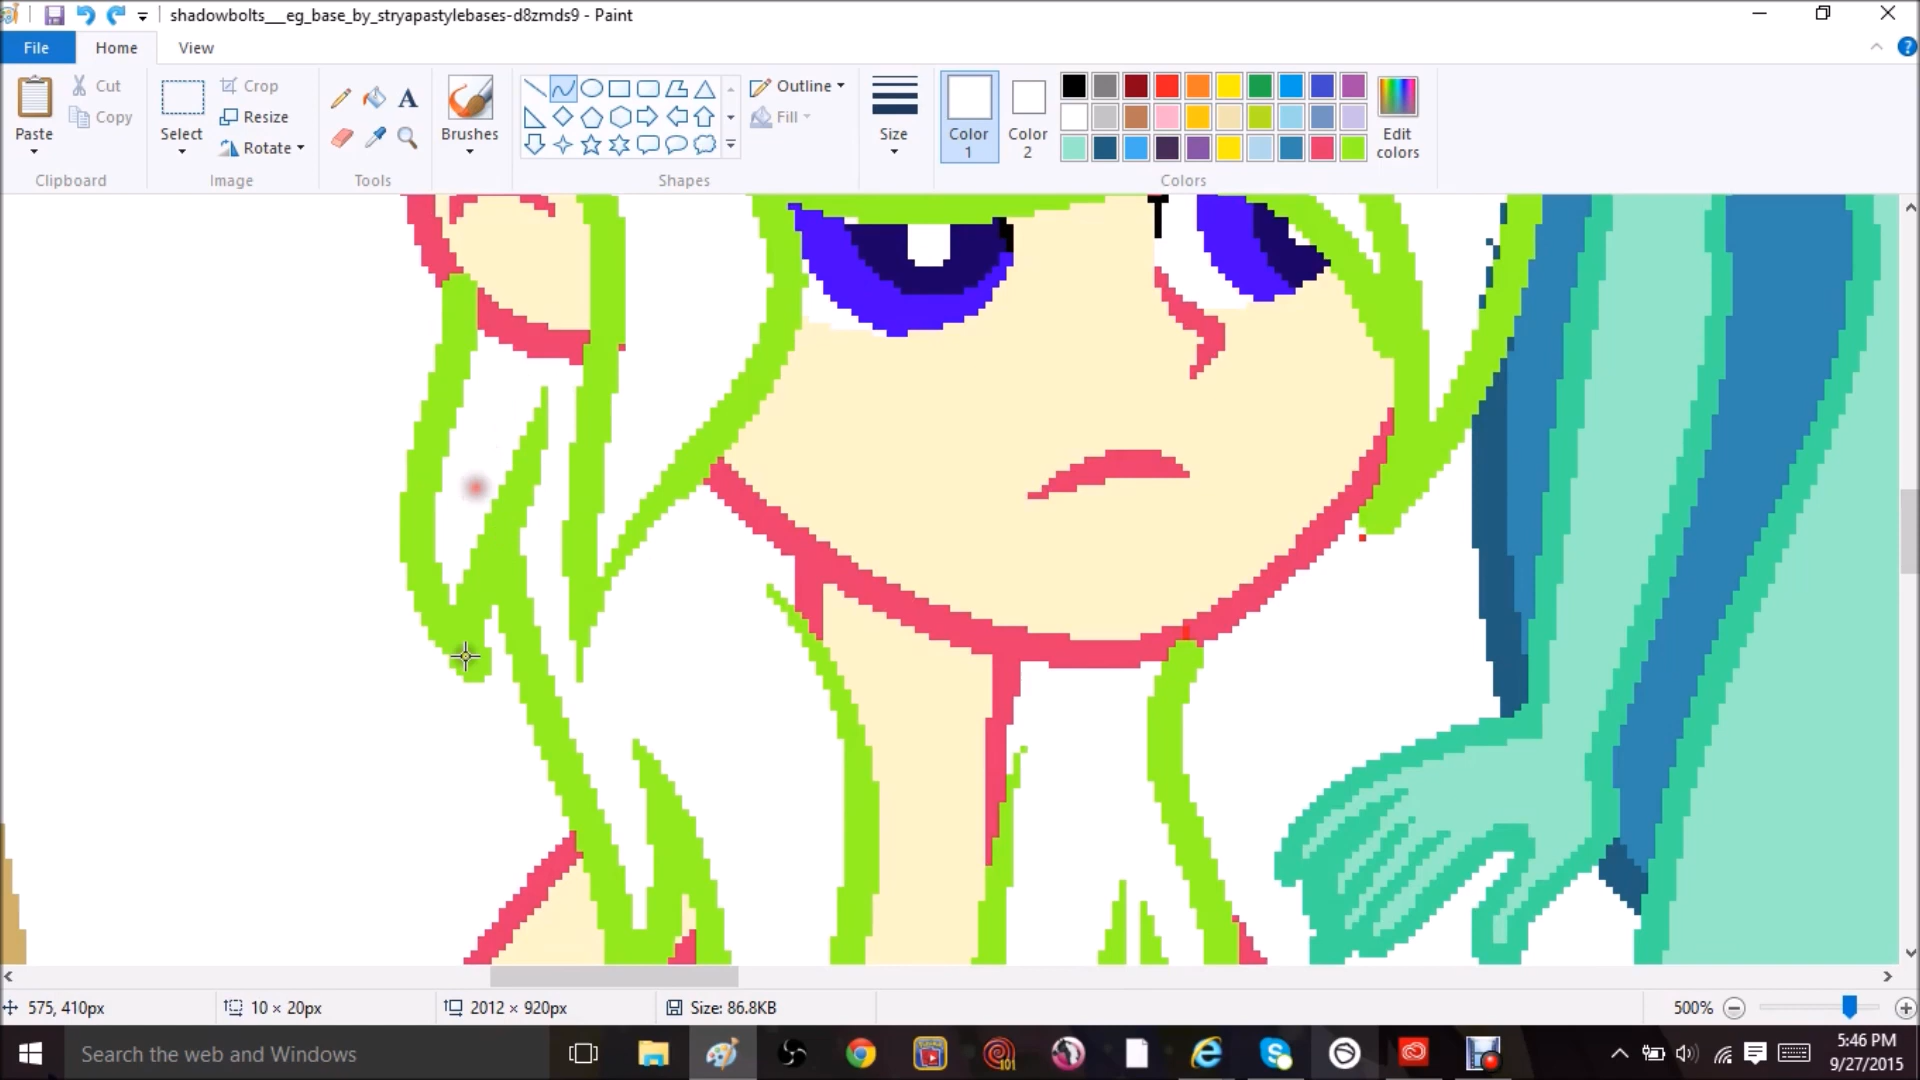 shadowbolts___eg_base_by_stryapastylebases-d8zmds9 - Paint
File Home View
Paste
Cut
Copy
Clipboard
Select
Crop
Resize
Rotate
Image
A
Tools
Brushes
Shapes
Outline
Fill
Size
Color
1
Color
2
Edit
colors
Colors
575, 410px
10 × 20px
2012 × 920px
Size: 86.8KB
500%
Search the web and Windows
101
5:46 PM
9/27/2015